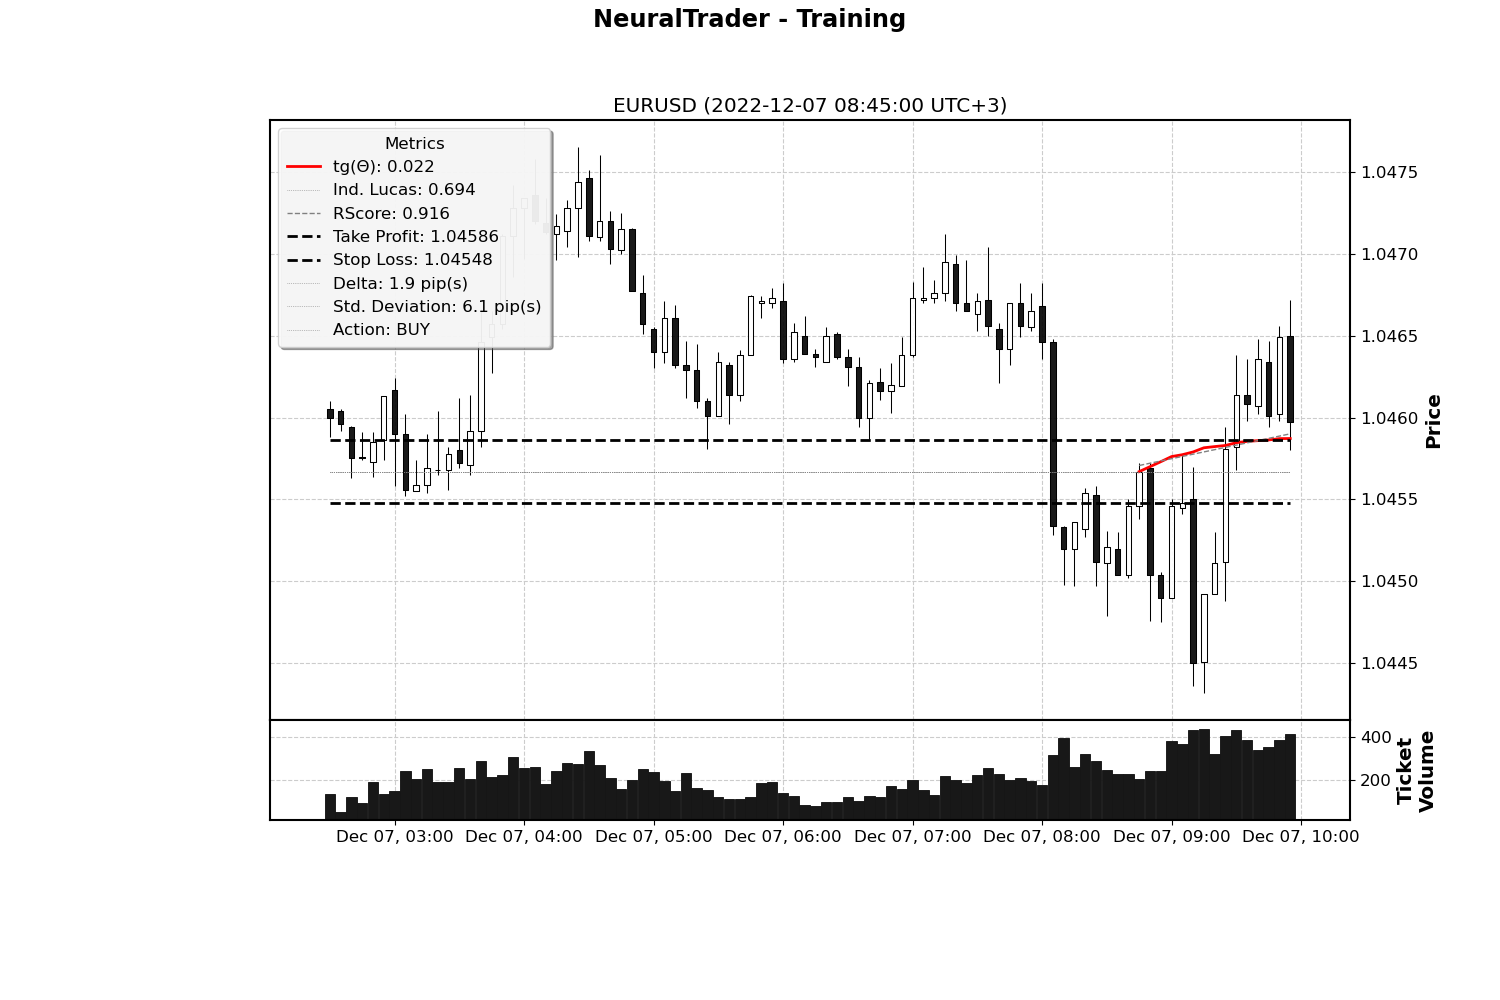 NeuralTrader - Training
EURUSD (2022-12-07 08:45:00 UTC+3)
Metrics
tg(Θ): 0.022
Ind. Lucas: 0.694
RScore: 0.916
Take Profit: 1.04586
Stop Loss: 1.04548
Delta: 1.9 pip(s)
Std. Deviation: 6.1 pip(s)
Action: BUY
1.0475
1.0470
1.0465
1.0460
1.0455
1.0450
1.0445
Price
400
200
Ticket
Volume
Dec 07, 03:00 Dec 07, 04:00 Dec 07, 05:00 Dec 07, 06:00 Dec 07, 07:00 Dec 07, 08:00 Dec 07, 09:00 Dec 07, 10:00